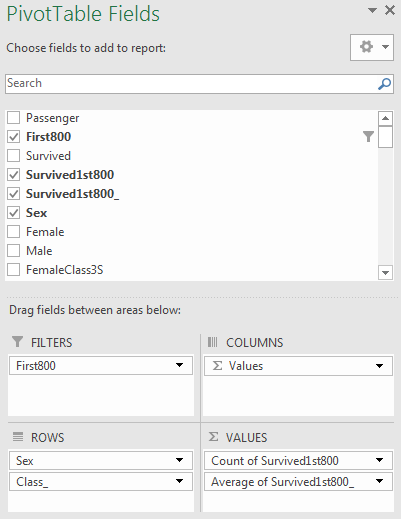 PivotTable Fields
Choose fields to add to report:
Search
Passenger
First800
Survived
Survived1st800
Survived1st800_
Sex
Female
Male
FemaleClass3S
Drag fields between areas below:
FILTERS
First800
COLUMNS
Σ Values
ROWS
Sex
Class_
Σ VALUES
Count of Survived1st800
Average of Survived1st800_